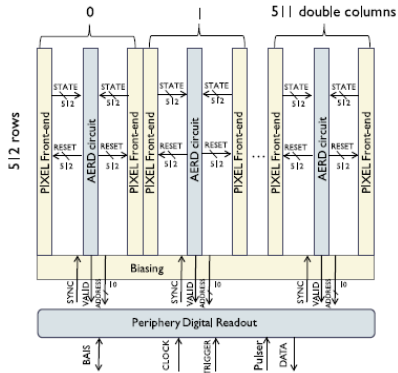 0 1 511 double columns
512 rows
PIXEL Front-end STATE 512 AERD circuit STATE 512 PIXEL Front-end PIXEL Front-end STATE 512 AERD circuit STATE 512 PIXEL Front-end ... PIXEL Front-end STATE 512 AERD circuit STATE 512 PIXEL Front-end
RESET 512 RESET 512 RESET 512 RESET 512 RESET 512 RESET 512
Biasing
SYNC VALID ADDRESS 10 SYNC VALID ADDRESS 10 SYNC VALID ADDRESS 10
Periphery Digital Readout
BAIS CLOCK TRIGGER Pulser DATA